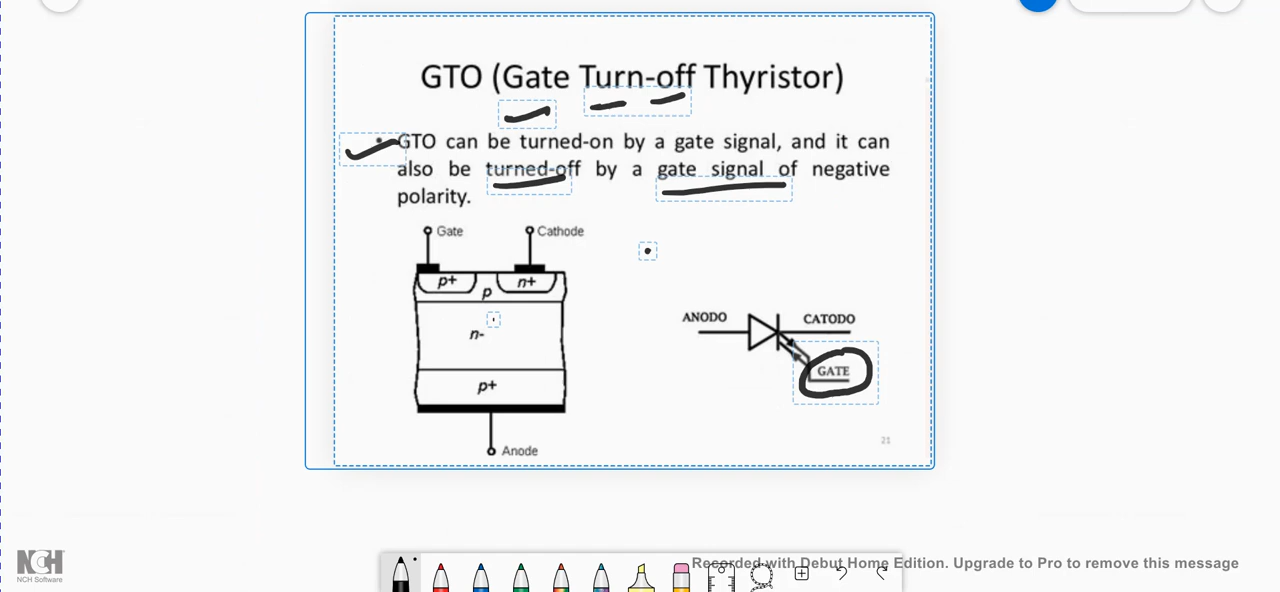 GTO (Gate Turn-off Thyristor)
• GTO can be turned-on by a gate signal, and it can
also be turned-off by a gate signal of negative
polarity.
Gate
Cathode
p+
n+
p
n-
p+
Anode
ANODO
CATODO
GATE
21
NCH
NCH Software
Recorded with Debut Home Edition. Upgrade to Pro to remove this message